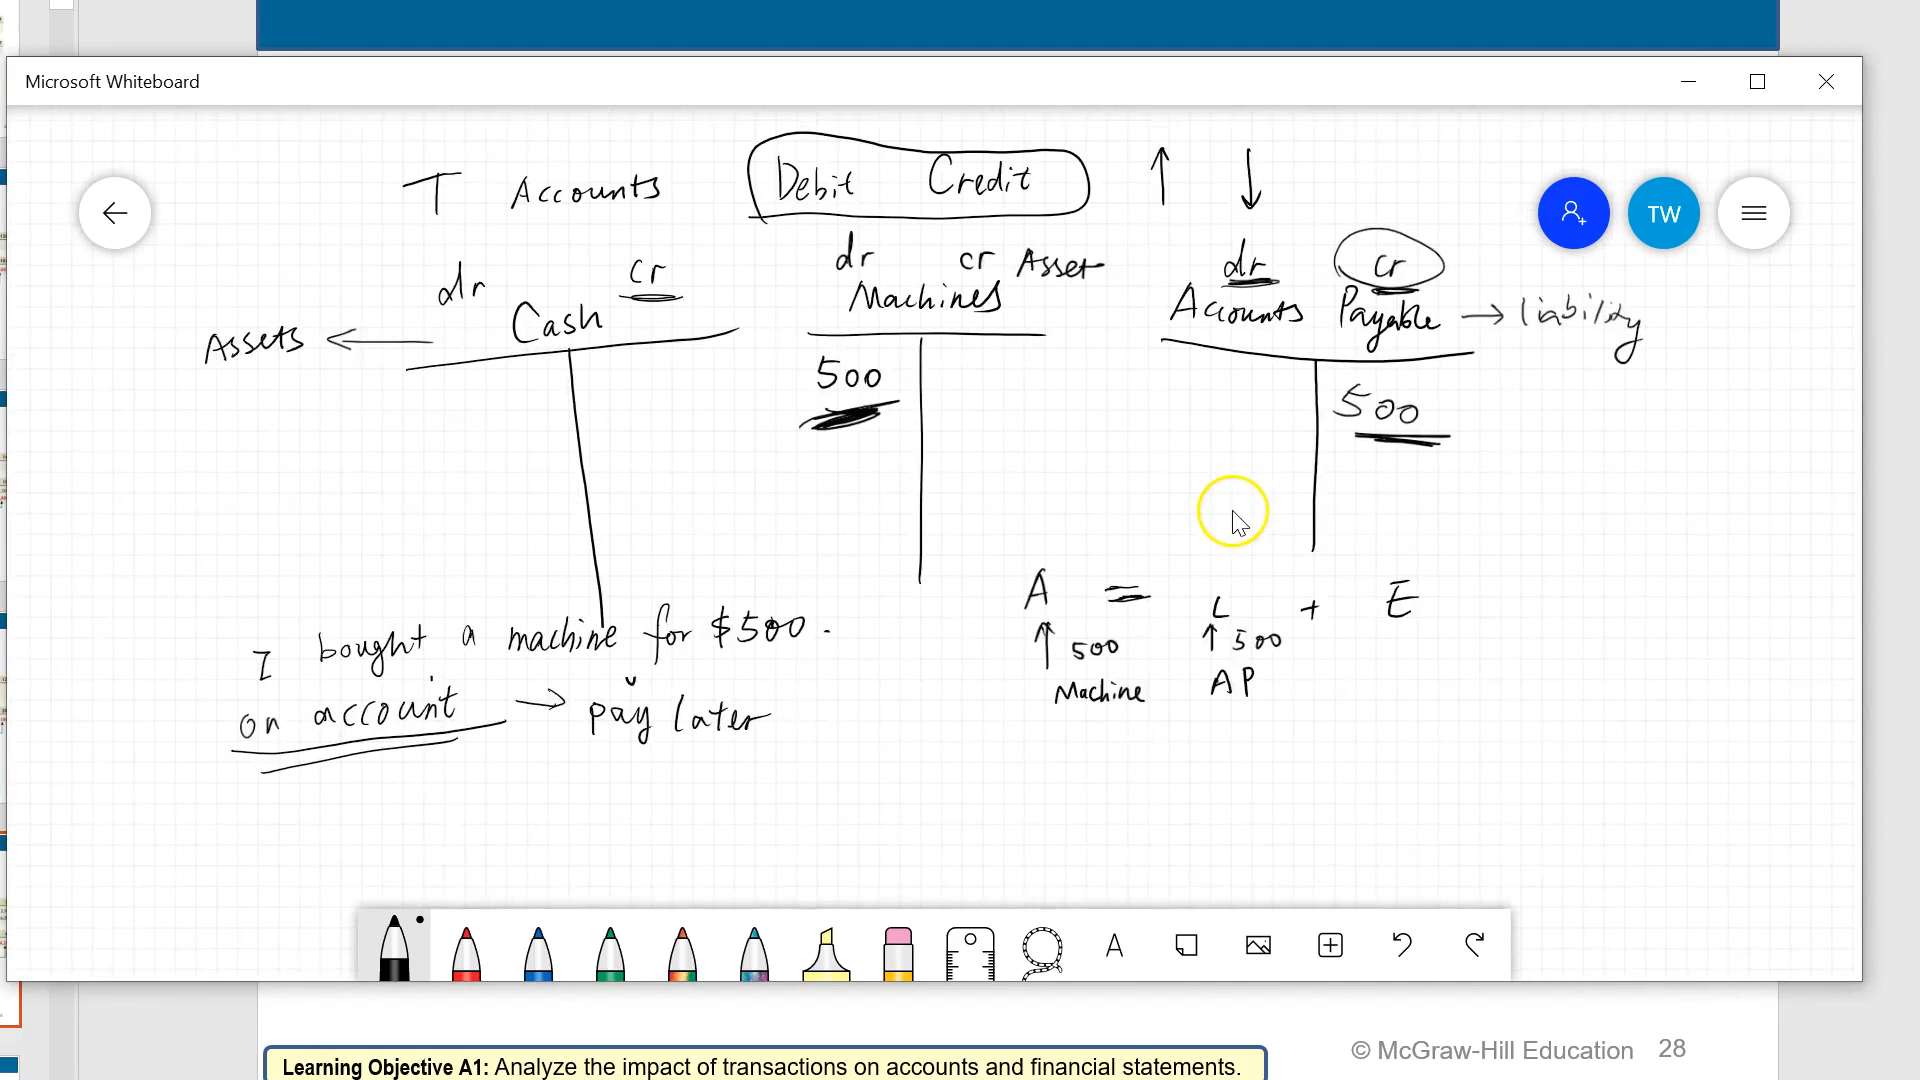 Microsoft Whiteboard
T Accounts Debit Credit
TW
dr cr
Cash
Assets
dr cr Asset
Machines
500
dr cr
Accounts Payable → liability
500
A = L + E
↑ 500 ↑ 500
Machine AP
I bought a machine for $500.
on account → pay later
A
© McGraw-Hill Education 28
Learning Objective A1: Analyze the impact of transactions on accounts and financial statements.